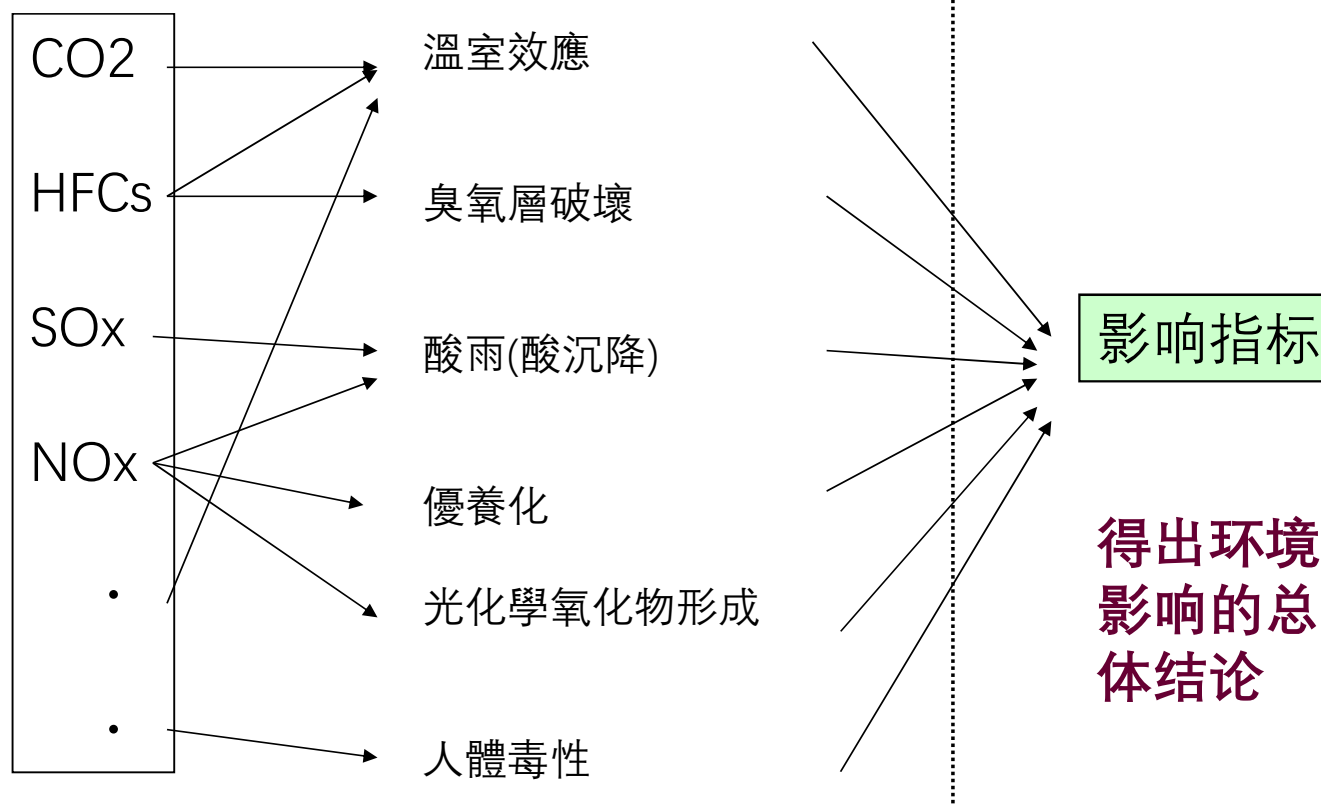 CO2
HFCs
SOx
NOx
•
•
溫室效應
臭氧層破壞
酸雨(酸沉降)
優養化
光化學氧化物形成
人體毒性
影响指标
得出环境
影响的总
体结论